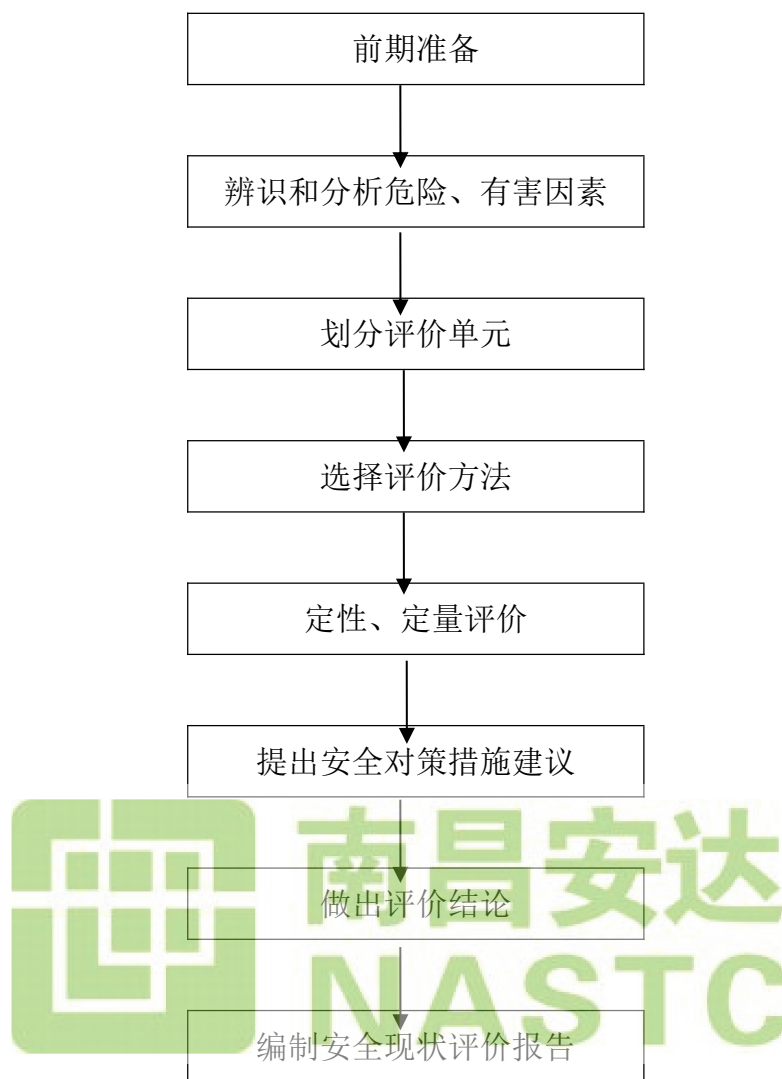 前期准备
辨识和分析危险、有害因素
划分评价单元
选择评价方法
定性、定量评价
提出安全对策措施建议
南昌安达
做出评价结论
NASTC
编制安全现状评价报告